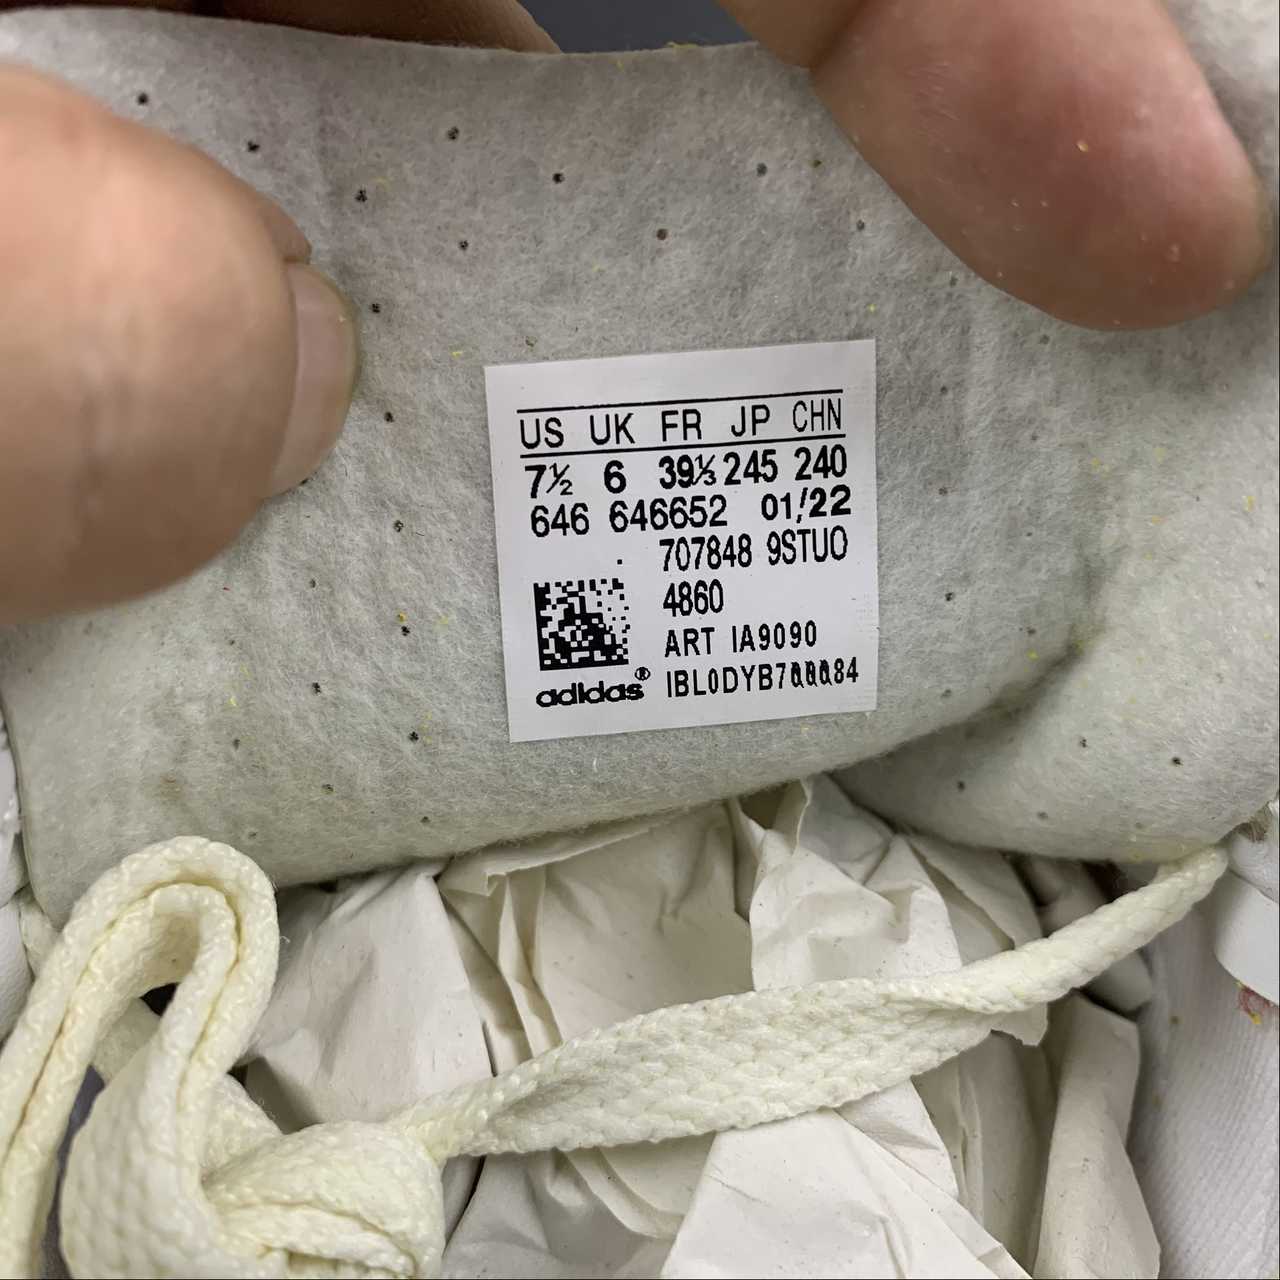 US UK FR JP CHN
7½ 6 39⅓ 245 240
646 646652 01/22
707848 9STUO
4860
ART IA9090
adidas®